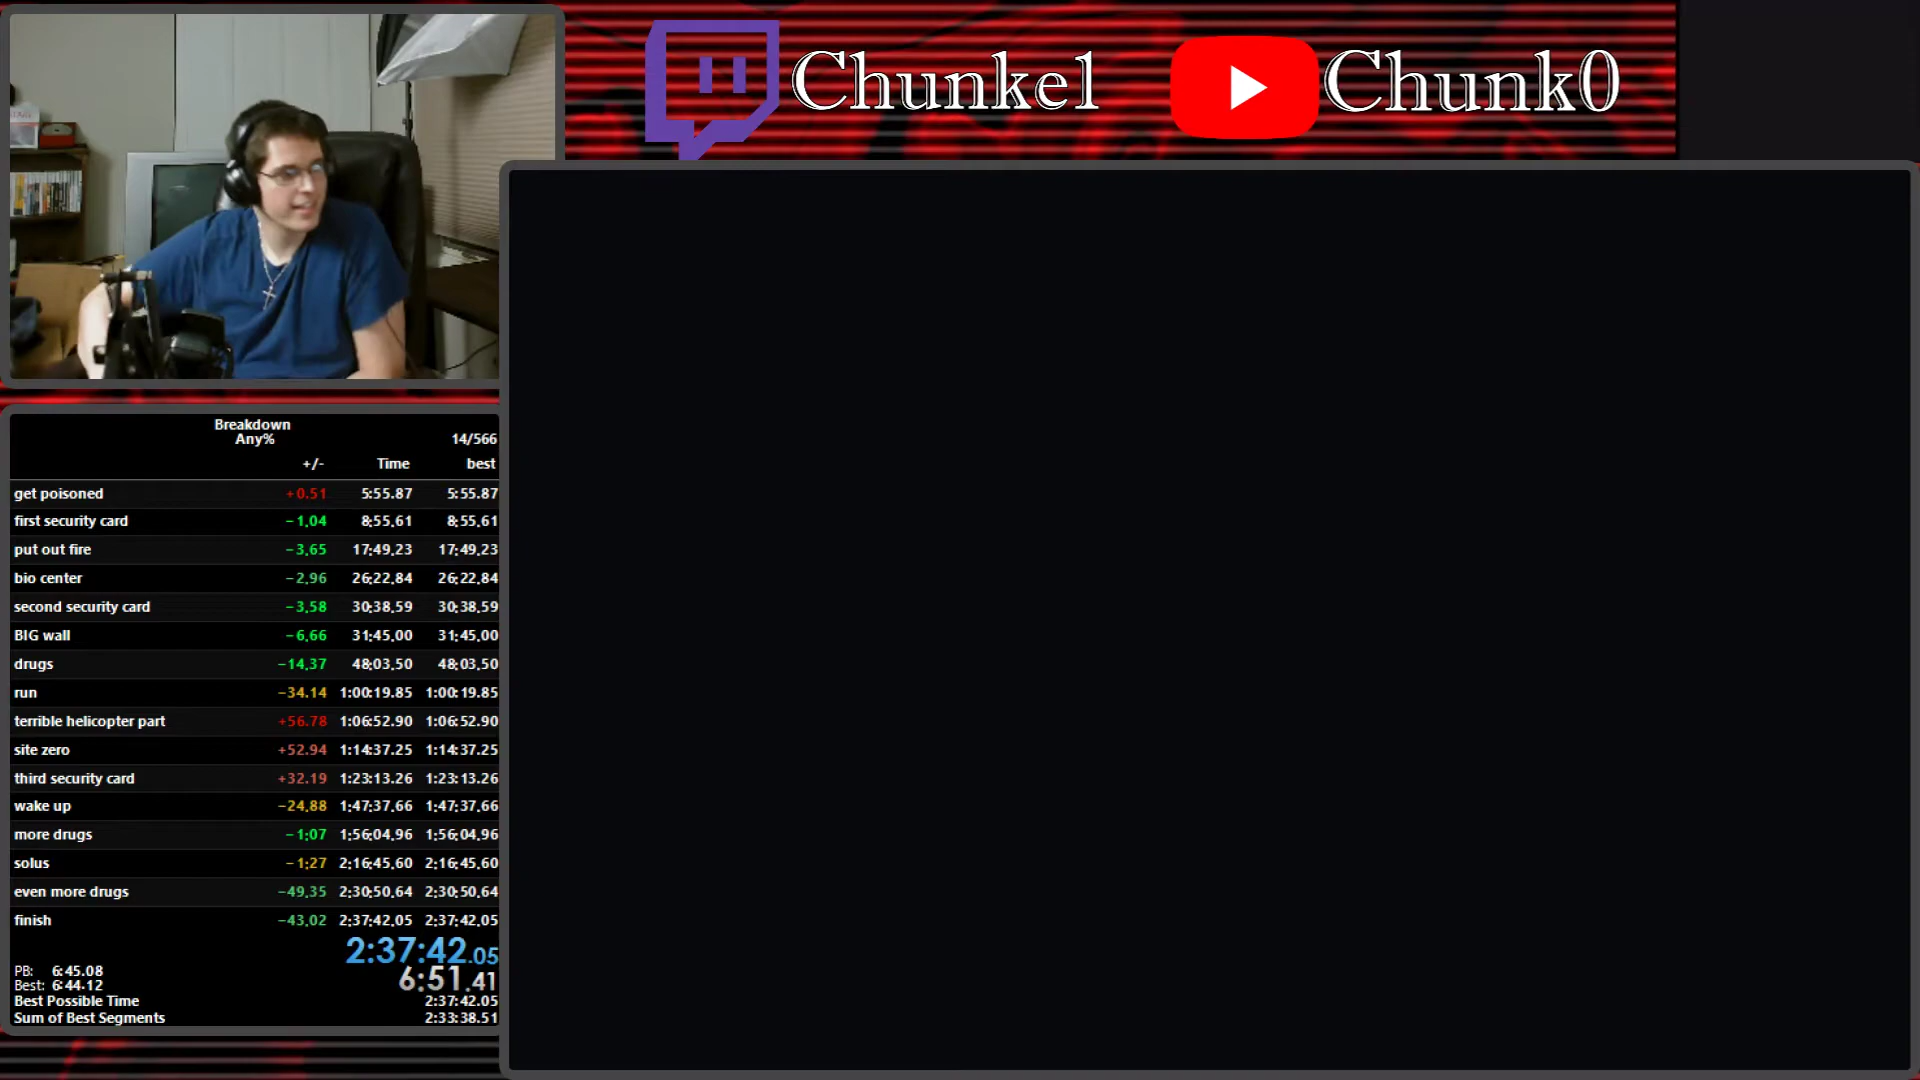 Chunke1 Chunk0
Breakdown
Any% 14/566
+/- Time best
get poisoned +0.51 5:55.87 5:55.87
first security card −1.04 8:55.61 8:55.61
put out fire −3.65 17:49.23 17:49.23
bio center −2.96 26:22.84 26:22.84
second security card −3.58 30:38.59 30:38.59
BIG wall −6.66 31:45.00 31:45.00
drugs −14.37 48:03.50 48:03.50
run −34.14 1:00:19.85 1:00:19.85
terrible helicopter part +56.78 1:06:52.90 1:06:52.90
site zero +52.94 1:14:37.25 1:14:37.25
third security card +32.19 1:23:13.26 1:23:13.26
wake up −24.88 1:47:37.66 1:47:37.66
more drugs −1:07 1:56:04.96 1:56:04.96
solus −1:27 2:16:45.60 2:16:45.60
even more drugs −49.35 2:30:50.64 2:30:50.64
finish −43.02 2:37:42.05 2:37:42.05
2:37:42.05
PB: 6:45.08 6:51.41
Best: 6:44.12
Best Possible Time 2:37:42.05
Sum of Best Segments 2:33:38.51